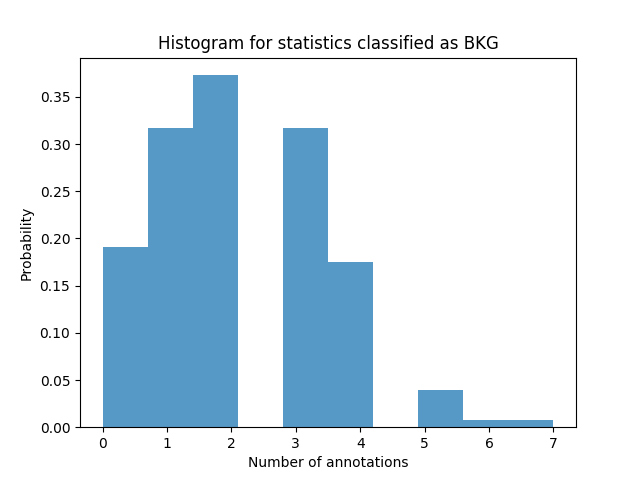 Histogram for statistics classified as BKG
Probability
0.35
0.30
0.25
0.20
0.15
0.10
0.05
0.00
0 1 2 3 4 5 6 7
Number of annotations